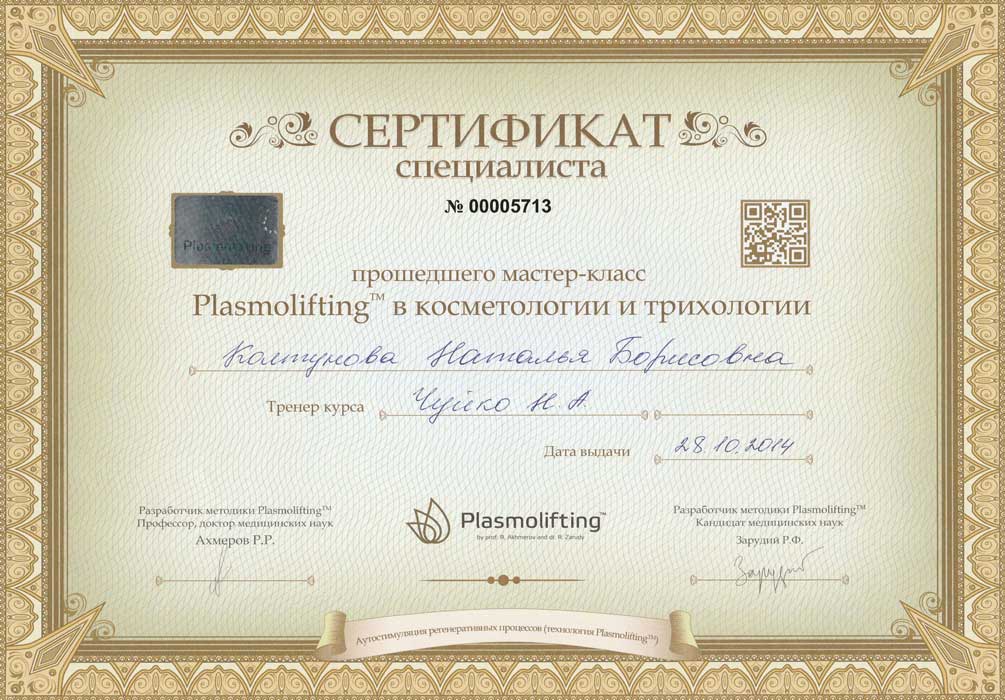 СЕРТИФИКАТ
специалиста
№ 00005713
Plasmolifting
прошедшего мастер-класс
Plasmolifting™ в косметологии и трихологии
Колтунова Наталья Борисовна
Тренер курса Чуйко Н.А.
Дата выдачи 28.10.2014
Разработчик методики Plasmolifting™
Профессор, доктор медицинских наук
Ахмеров Р.Р.
Plasmolifting™
by prof. R. Akhmerov and dr. R. Zarudy
Разработчик методики Plasmolifting™
Кандидат медицинских наук
Зарудий Р.Ф.
Аутостимуляция регенеративных процессов (технология Plasmolifting™)